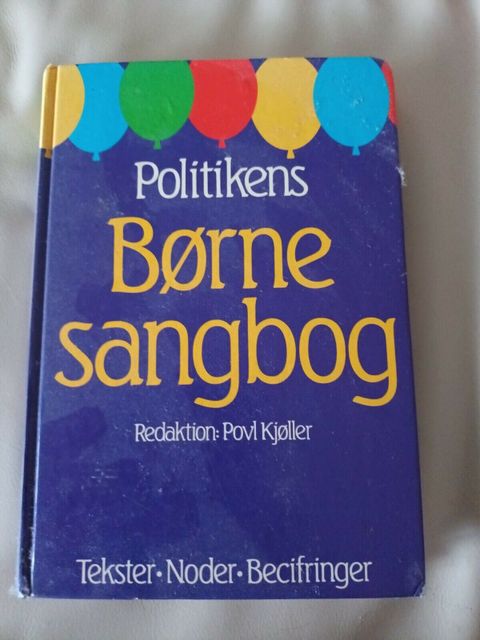 Politikens
Børne
sangbog
Redaktion: Povl Kjøller
Tekster • Noder • Becifringer